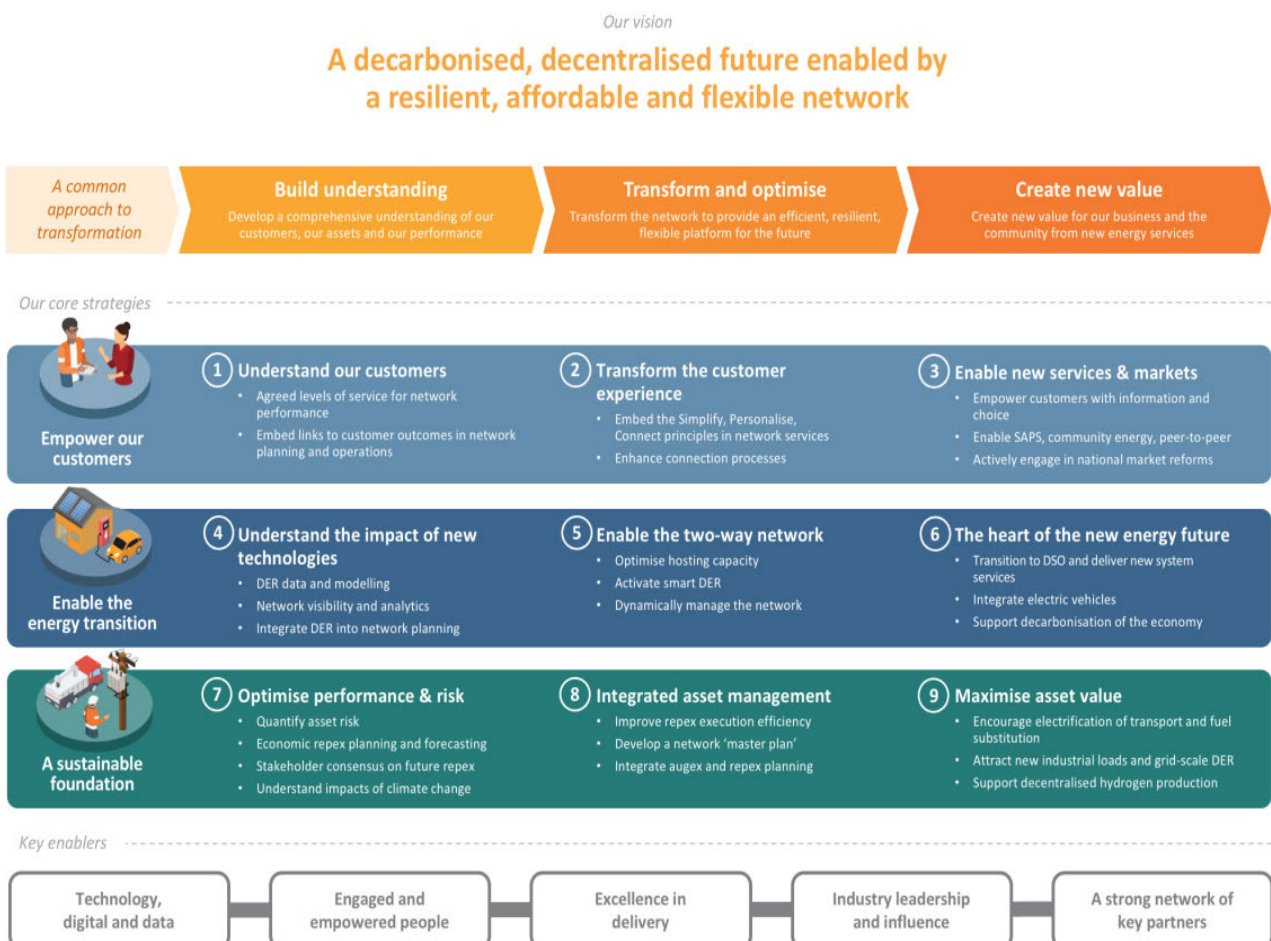 Our vision
A decarbonised, decentralised future enabled by
a resilient, affordable and flexible network
A common
approach to
transformation
Build understanding
Develop a comprehensive understanding of our
customers, our assets and our performance
Transform and optimise
Transform the network to provide an efficient, resilient,
flexible platform for the future
Create new value
Create new value for our business and the
community from new energy services
Our core strategies
Empower our
customers
1 Understand our customers
• Agreed levels of service for network
performance
• Embed links to customer outcomes in network
planning and operations
2 Transform the customer
experience
• Embed the Simplify, Personalise,
Connect principles in network services
• Enhance connection processes
3 Enable new services & markets
• Empower customers with information and
choice
• Enable SAPS, community energy, peer-to-peer
• Actively engage in national market reforms
Enable the
energy transition
4 Understand the impact of new
technologies
• DER data and modelling
• Network visibility and analytics
• Integrate DER into network planning
5 Enable the two-way network
• Optimise hosting capacity
• Activate smart DER
• Dynamically manage the network
6 The heart of the new energy future
• Transition to DSO and deliver new system
services
• Integrate electric vehicles
• Support decarbonisation of the economy
A sustainable
foundation
7 Optimise performance & risk
• Quantify asset risk
• Economic repex planning and forecasting
• Stakeholder consensus on future repex
• Understand impacts of climate change
8 Integrated asset management
• Improve repex execution efficiency
• Develop a network 'master plan'
• Integrate augex and repex planning
9 Maximise asset value
• Encourage electrification of transport and fuel
substitution
• Attract new industrial loads and grid-scale DER
• Support decentralised hydrogen production
Key enablers
Technology,
digital and data
Engaged and
empowered people
Excellence in
delivery
Industry leadership
and influence
A strong network of
key partners